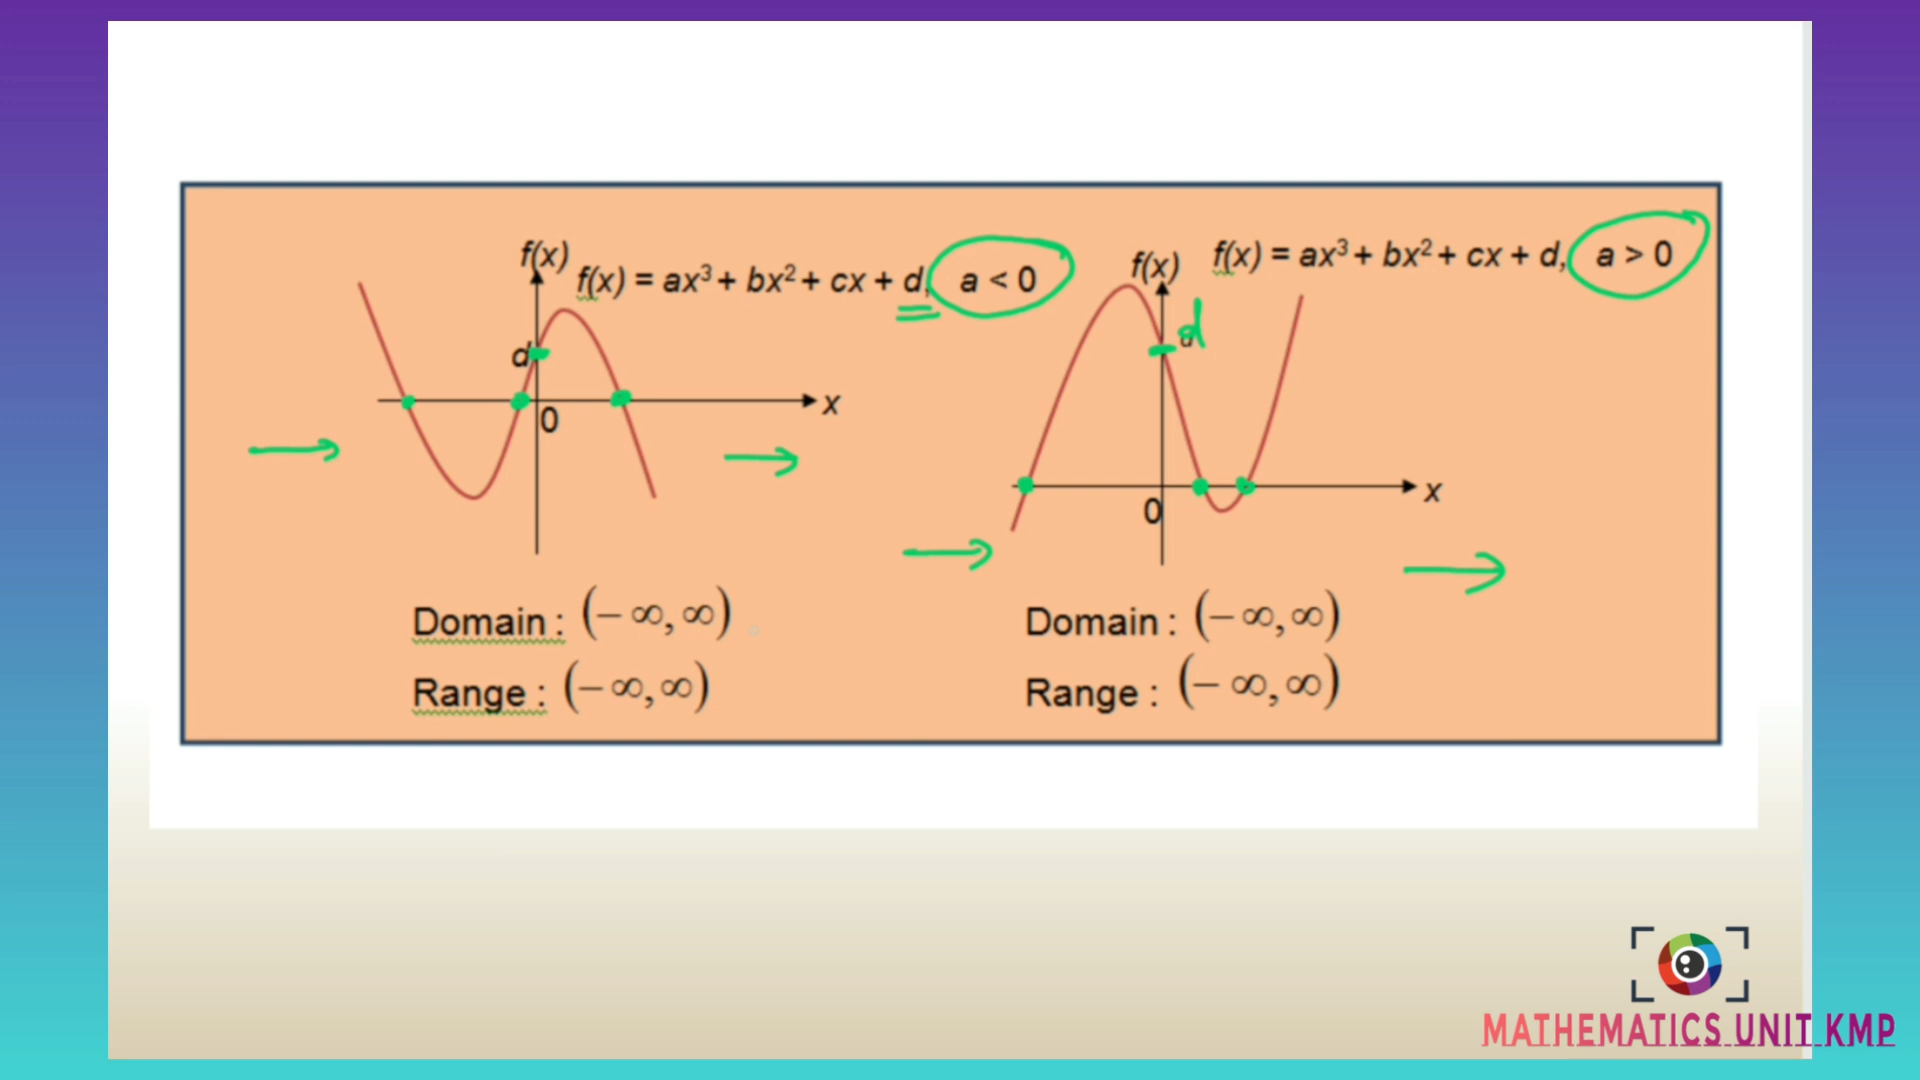 f(x)
f(x) = ax³ + bx² + cx + d, a < 0
d
0
x
Domain : (− ∞, ∞)
Range : (− ∞, ∞)
f(x)
f(x) = ax³ + bx² + cx + d, a > 0
d
0
x
Domain : (− ∞, ∞)
Range : (− ∞, ∞)
MATHEMATICS UNIT KMP